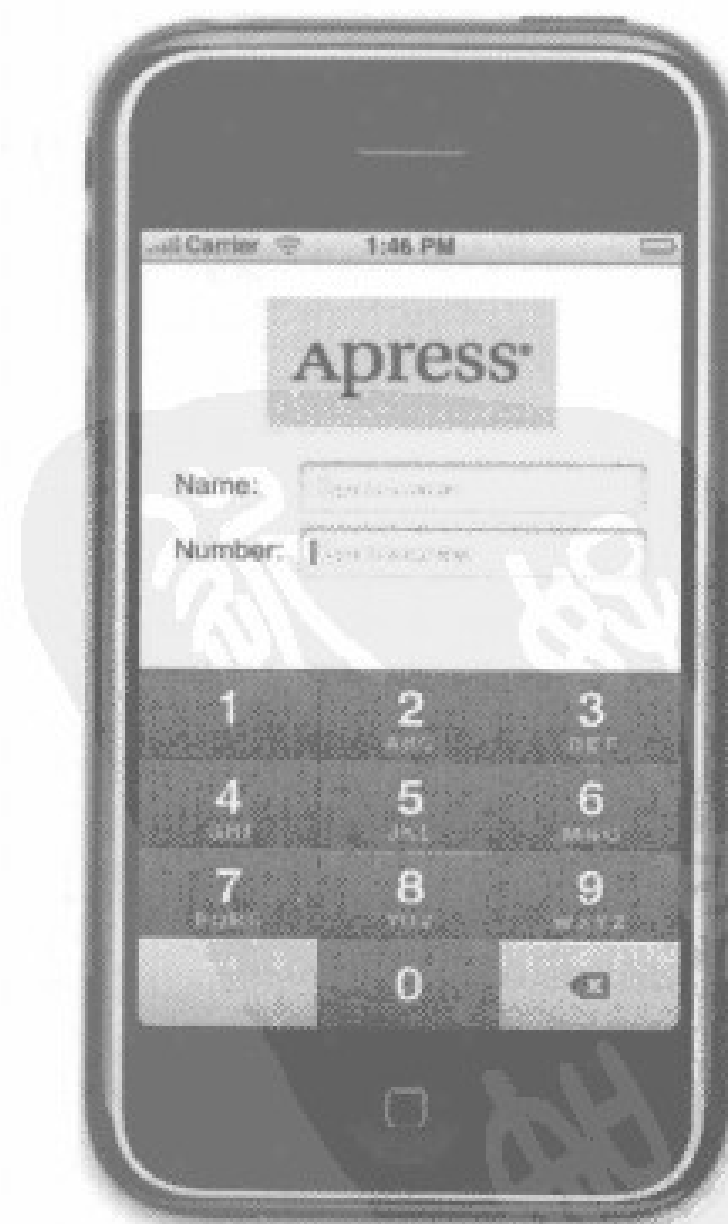 Carrier 1:46 PM
Apress®
Name:
Number:
1 2 3
ABC DEF
4 5 6
GHI JKL MNO
7 8 9
PQRS TUV WXYZ
0